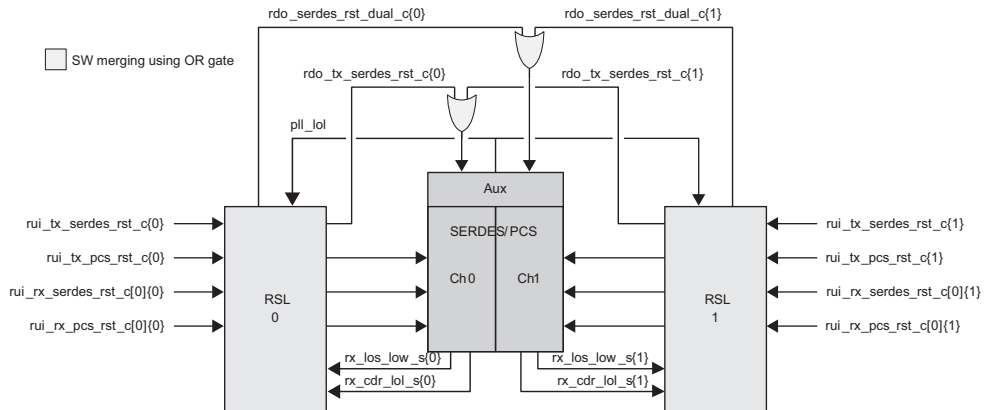 rdo_serdes_rst_dual_c{0}
rdo_serdes_rst_dual_c{1}
SW merging using OR gate
rdo_tx_serdes_rst_c{0}
rdo_tx_serdes_rst_c{1}
pll_lol
Aux
rui_tx_serdes_rst_c{0}
SERDES/PCS
rui_tx_serdes_rst_c{1}
rui_tx_pcs_rst_c{0}
rui_tx_pcs_rst_c{1}
Ch0
Ch1
rui_rx_serdes_rst_c[0]{0}
RSL
0
RSL
1
rui_rx_serdes_rst_c[0]{1}
rui_rx_pcs_rst_c[0]{0}
rui_rx_pcs_rst_c[0]{1}
rx_los_low_s{0}
rx_los_low_s{1}
rx_cdr_lol_s{0}
rx_cdr_lol_s{1}